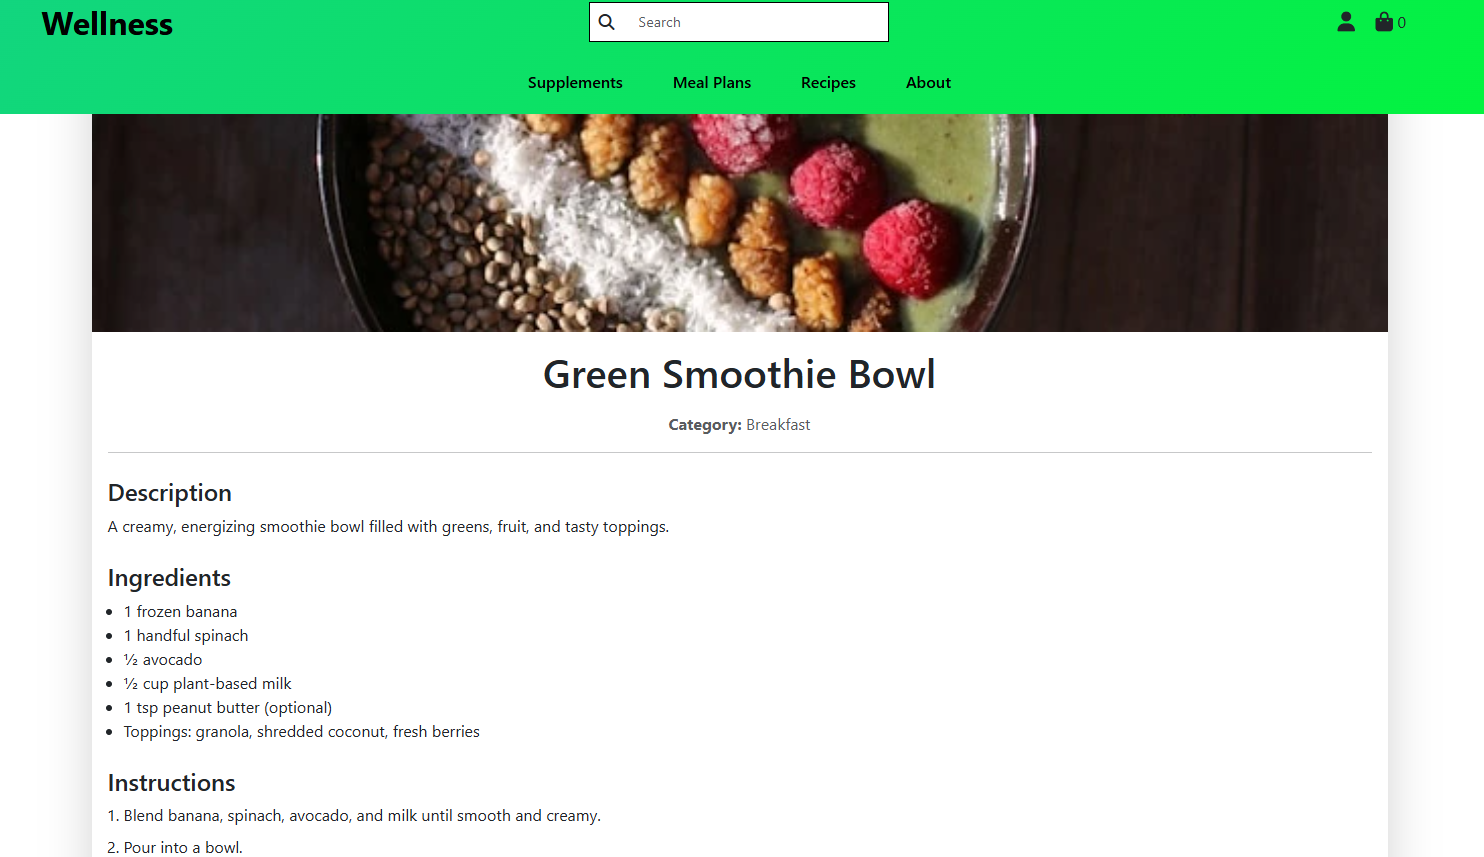 Wellness
Search
0
Supplements
Meal Plans
Recipes
About
Green Smoothie Bowl
Category: Breakfast
Description
A creamy, energizing smoothie bowl filled with greens, fruit, and tasty toppings.
Ingredients
• 1 frozen banana
• 1 handful spinach
• ½ avocado
• ½ cup plant-based milk
• 1 tsp peanut butter (optional)
• Toppings: granola, shredded coconut, fresh berries
Instructions
1. Blend banana, spinach, avocado, and milk until smooth and creamy.
2. Pour into a bowl.